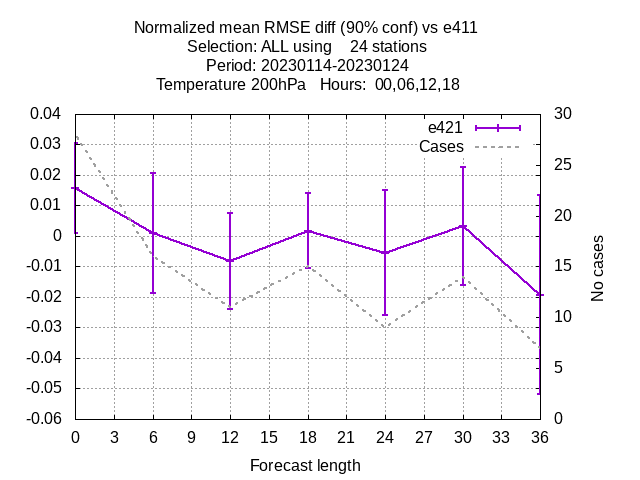 Normalized mean RMSE diff (90% conf) vs e411
Selection: ALL using    24 stations
Period: 20230114-20230124
Temperature 200hPa   Hours:  00,06,12,18
0.04
0.03
0.02
0.01
0
-0.01
-0.02
-0.03
-0.04
-0.05
-0.06
e421
Cases
30
25
20
15
10
5
0
No cases
0 3 6 9 12 15 18 21 24 27 30 33 36
Forecast length